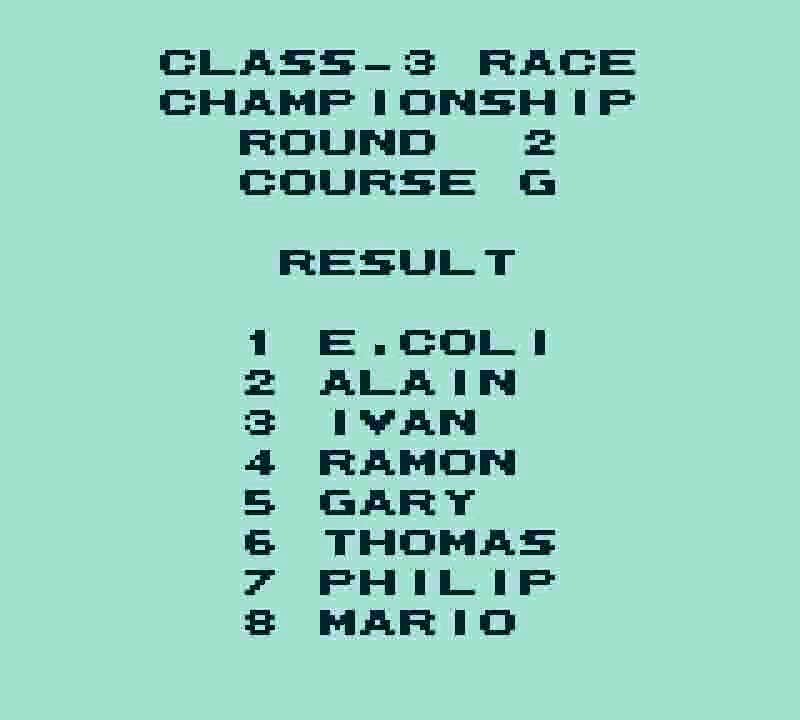 CLASS-3 RACE
CHAMPIONSHIP
ROUND 2
COURSE G
RESULT
1 E.COLI
2 ALAIN
3 IVAN
4 RAMON
5 GARY
6 THOMAS
7 PHILIP
8 MARIO